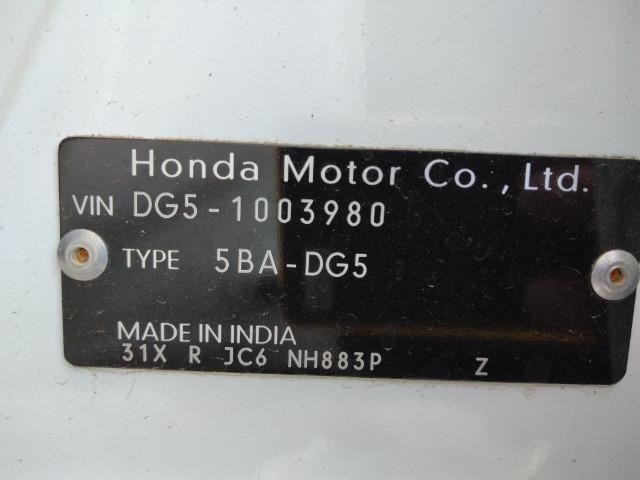 Honda Motor Co., Ltd.
VIN DG5-1003980
TYPE 5BA-DG5
MADE IN INDIA
31X R JC6 NH883P Z